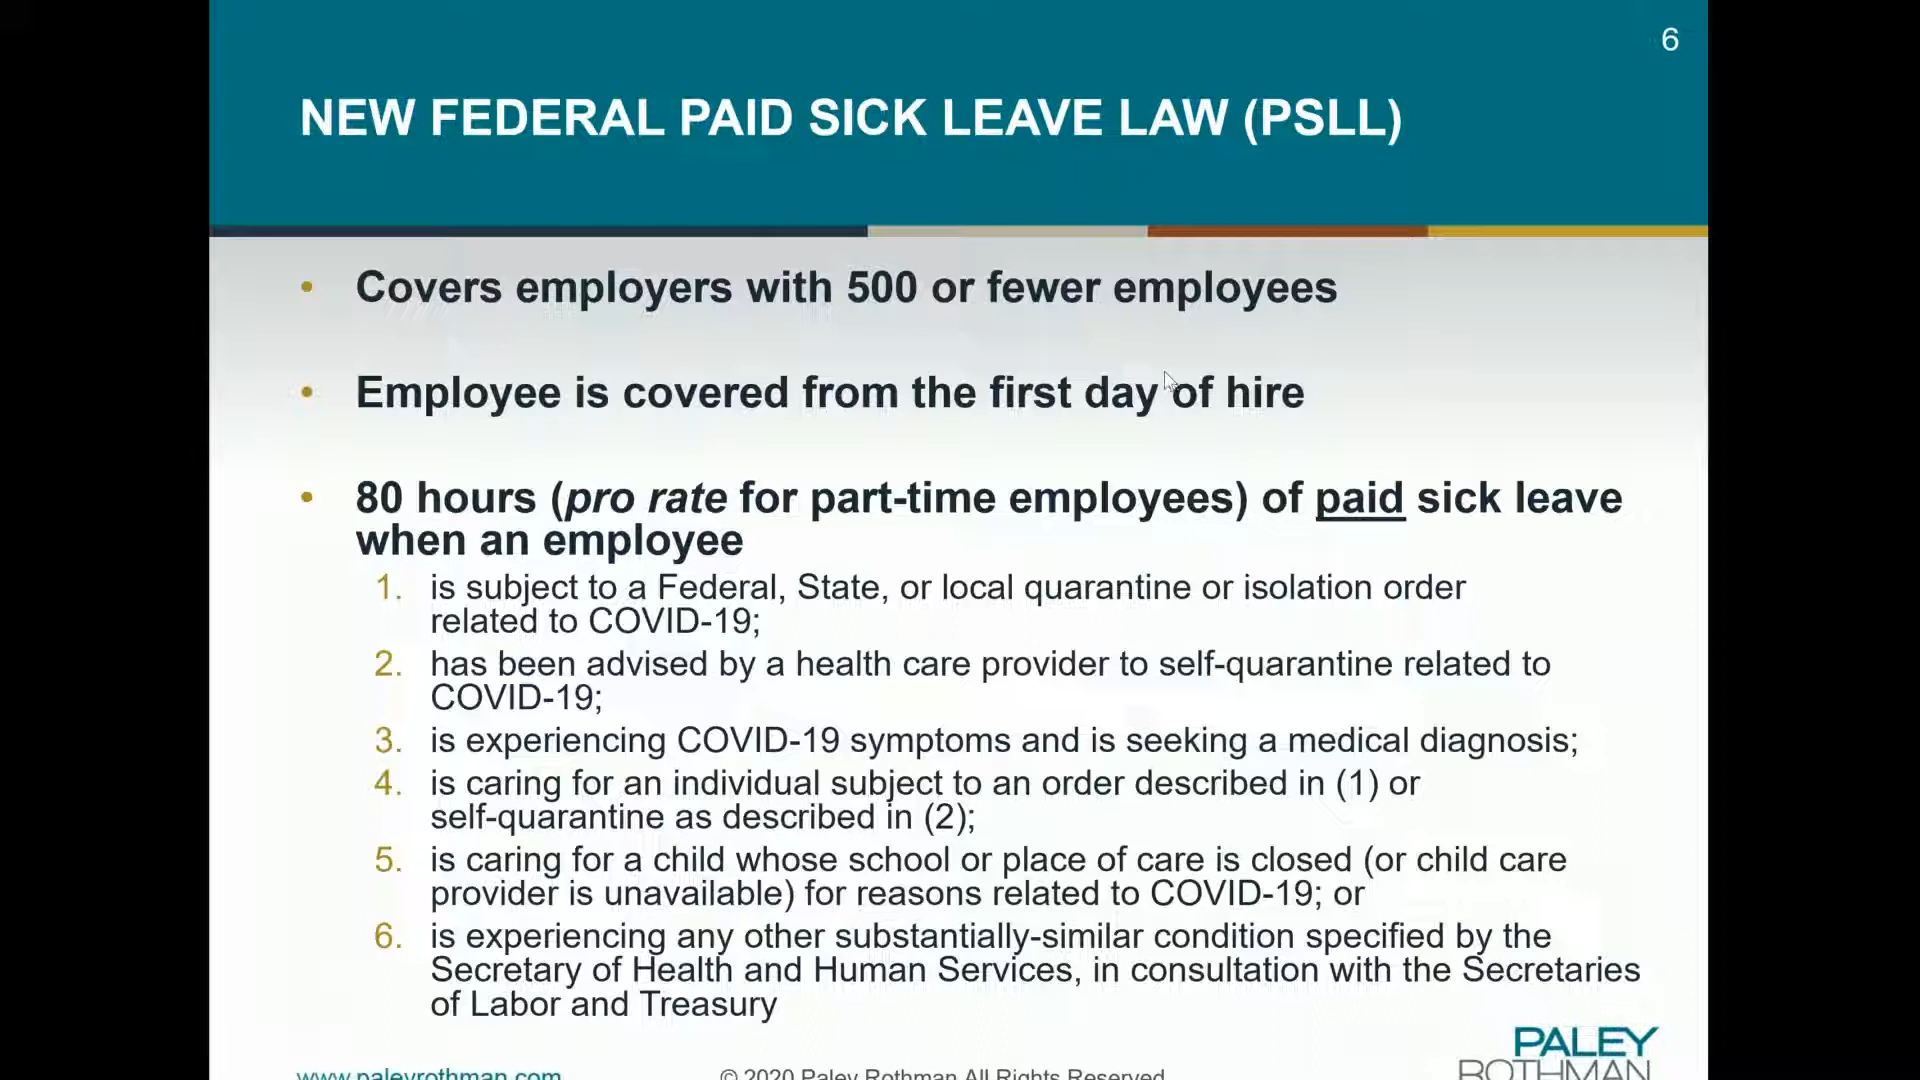 6
NEW FEDERAL PAID SICK LEAVE LAW (PSLL)
• Covers employers with 500 or fewer employees
• Employee is covered from the first day of hire
• 80 hours (pro rate for part-time employees) of paid sick leave
when an employee
1. is subject to a Federal, State, or local quarantine or isolation order
related to COVID-19;
2. has been advised by a health care provider to self-quarantine related to
COVID-19;
3. is experiencing COVID-19 symptoms and is seeking a medical diagnosis;
4. is caring for an individual subject to an order described in (1) or
self-quarantine as described in (2);
5. is caring for a child whose school or place of care is closed (or child care
provider is unavailable) for reasons related to COVID-19; or
6. is experiencing any other substantially-similar condition specified by the
Secretary of Health and Human Services, in consultation with the Secretaries
of Labor and Treasury
PALEY
ROTHMAN
www.paleyrothman.com
© 2020 Paley Rothman All Rights Reserved